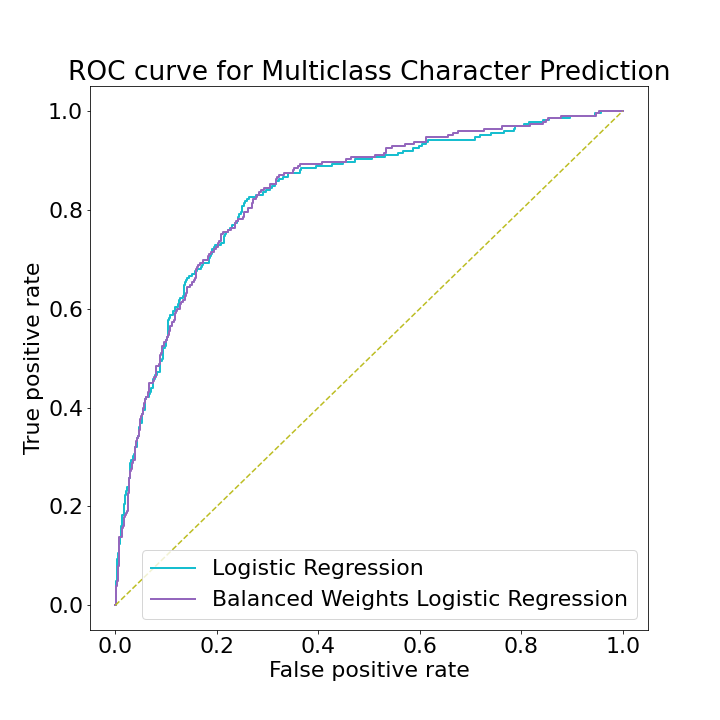 ROC curve for Multiclass Character Prediction
1.0
0.8
0.6
0.4
0.2
0.0
True positive rate
Logistic Regression
Balanced Weights Logistic Regression
0.0 0.2 0.4 0.6 0.8 1.0
False positive rate